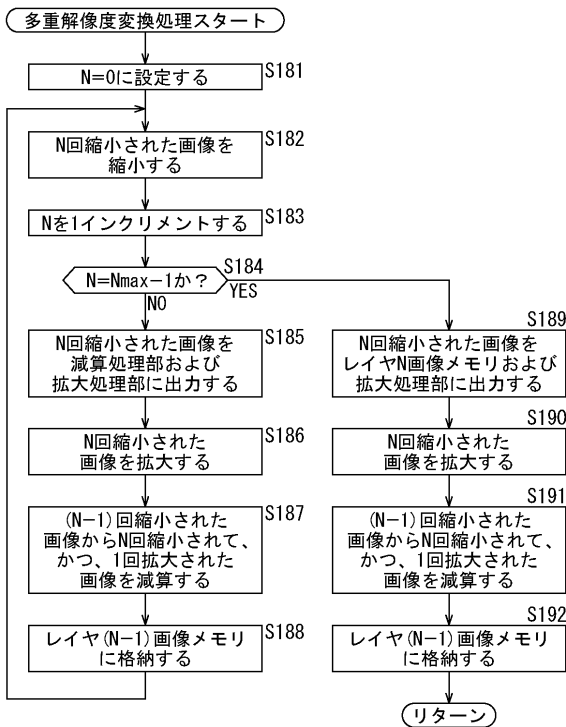 多重解像度変換処理スタート
N=0に設定する
S181
N回縮小された画像を
縮小する
S182
Nを1インクリメントする
S183
N=Nmax-1か?
S184
YES
NO
N回縮小された画像を
減算処理部および
拡大処理部に出力する
S185
N回縮小された
画像を拡大する
S186
(N-1)回縮小された
画像からN回縮小されて、
かつ、1回拡大された
画像を減算する
S187
レイヤ(N-1)画像メモリ
に格納する
S188
S189
N回縮小された画像を
レイヤN画像メモリおよび
拡大処理部に出力する
S190
N回縮小された
画像を拡大する
S191
(N-1)回縮小された
画像からN回縮小されて、
かつ、1回拡大された
画像を減算する
S192
レイヤ(N-1)画像メモリ
に格納する
リターン